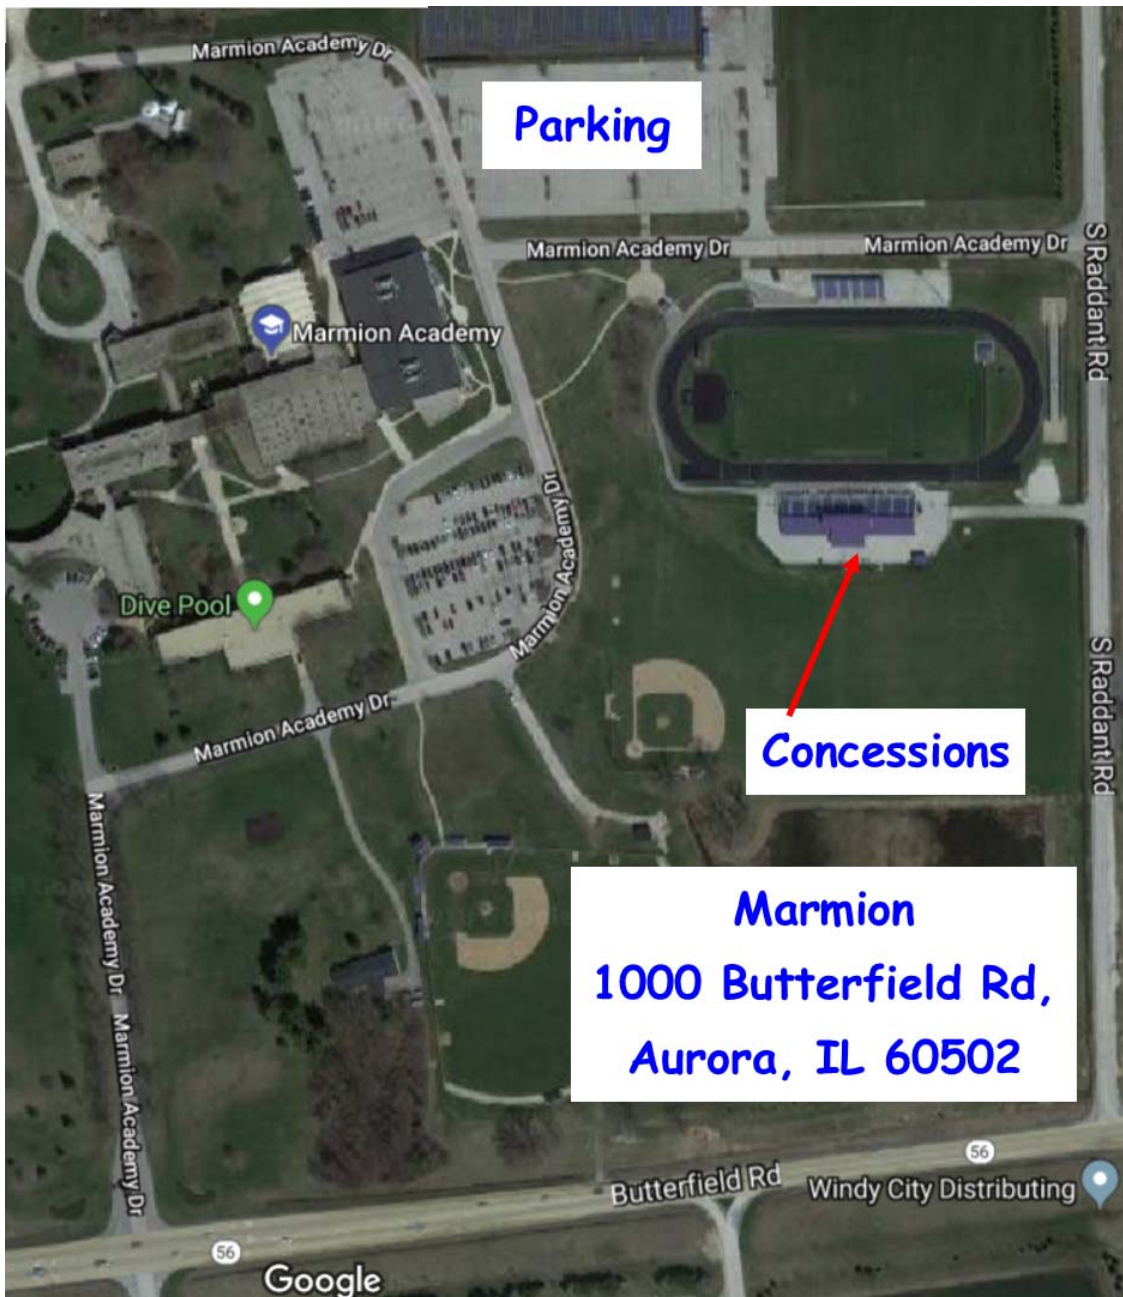 Marmion Academy Dr
Parking
Marmion Academy Dr
Marmion Academy Dr
S Raddant Rd
Marmion Academy
Marmion Academy Dr
Dive Pool
S Raddant Rd
Marmion Academy Dr
Concessions
Marmion Academy Dr
Marmion
1000 Butterfield Rd,
Aurora, IL 60502
Marmion Academy Dr
56
Butterfield Rd
Windy City Distributing
56
Google